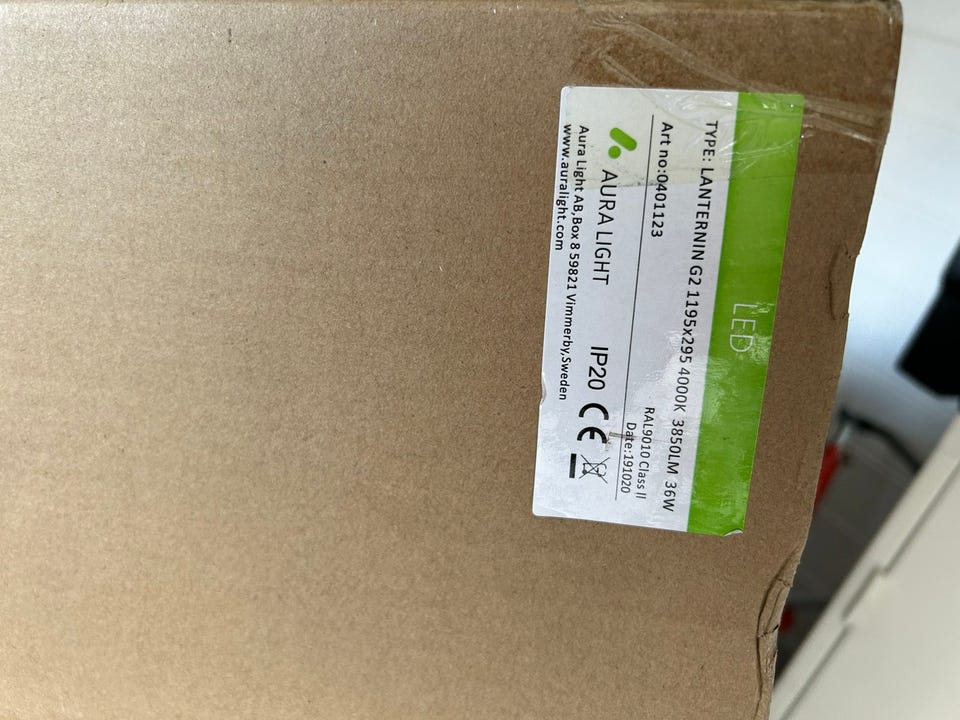 LED
TYPE: LANTERNIN G2 1195x295 4000K 3850LM 36W
Art no:0401123
RAL9010 Class II
Date:191020
AURA LIGHT
IP20 CE
Aura Light AB,Box 8 59821 Vimmerby,Sweden
www.auralight.com